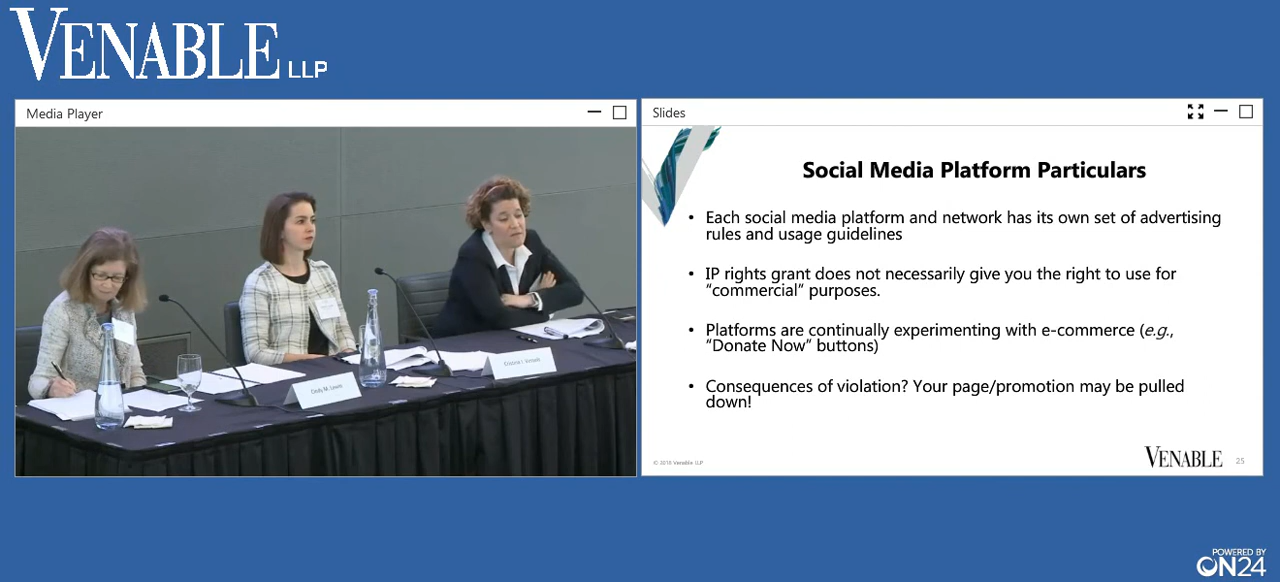 VENABLE LLP
Media Player
Slides
Social Media Platform Particulars
• Each social media platform and network has its own set of advertising
rules and usage guidelines
• IP rights grant does not necessarily give you the right to use for
“commercial” purposes.
• Platforms are continually experimenting with e-commerce (e.g.,
“Donate Now” buttons)
• Consequences of violation? Your page/promotion may be pulled
down!
© 2018 Venable LLP
VENABLE
25
POWERED BY
ON24